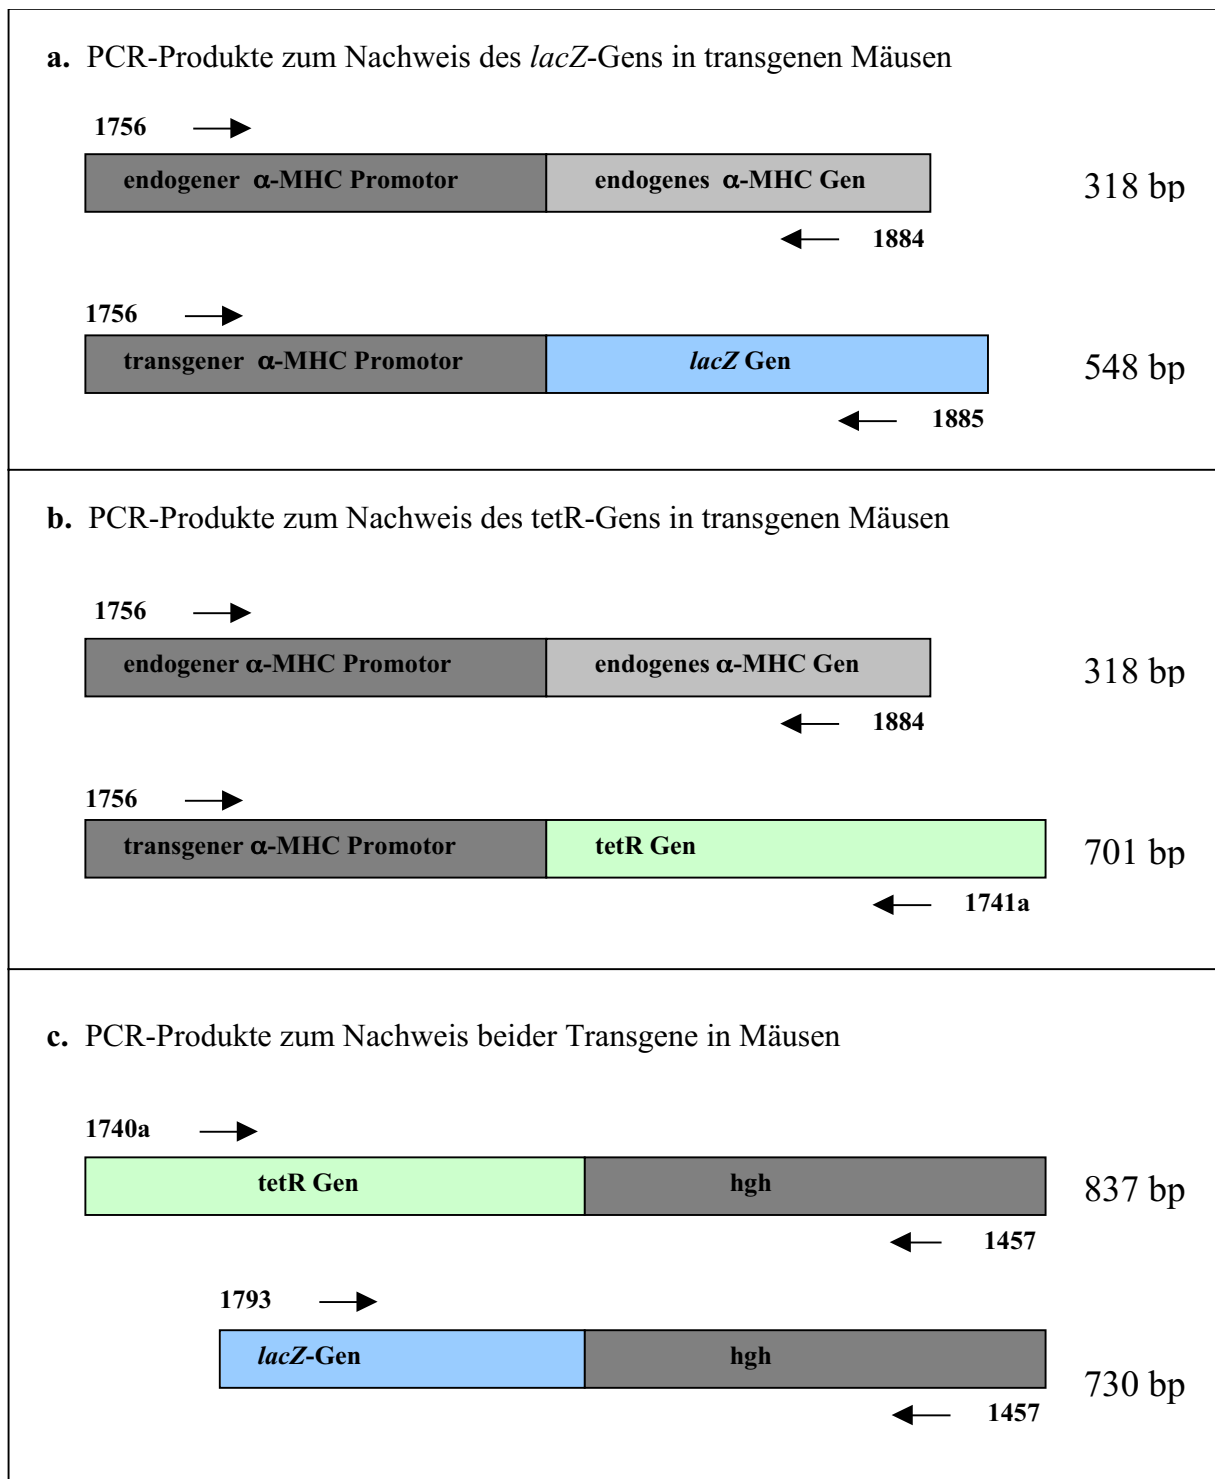 a. PCR-Produkte zum Nachweis des lacZ-Gens in transgenen Mäusen
1756
endogener α-MHC Promotor endogenes α-MHC Gen 318 bp
1884
1756
transgener α-MHC Promotor lacZ Gen 548 bp
1885
b. PCR-Produkte zum Nachweis des tetR-Gens in transgenen Mäusen
1756
endogener α-MHC Promotor endogenes α-MHC Gen 318 bp
1884
1756
transgener α-MHC Promotor tetR Gen 701 bp
1741a
c. PCR-Produkte zum Nachweis beider Transgene in Mäusen
1740a
tetR Gen hgh 837 bp
1457
1793
lacZ-Gen hgh 730 bp
1457